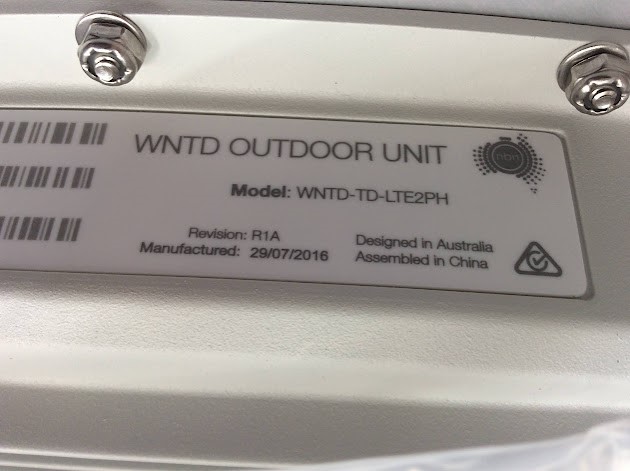 WNTD OUTDOOR UNIT
nbn
Model: WNTD-TD-LTE2PH
Revision: R1A
Manufactured: 29/07/2016
Designed in Australia
Assembled in China